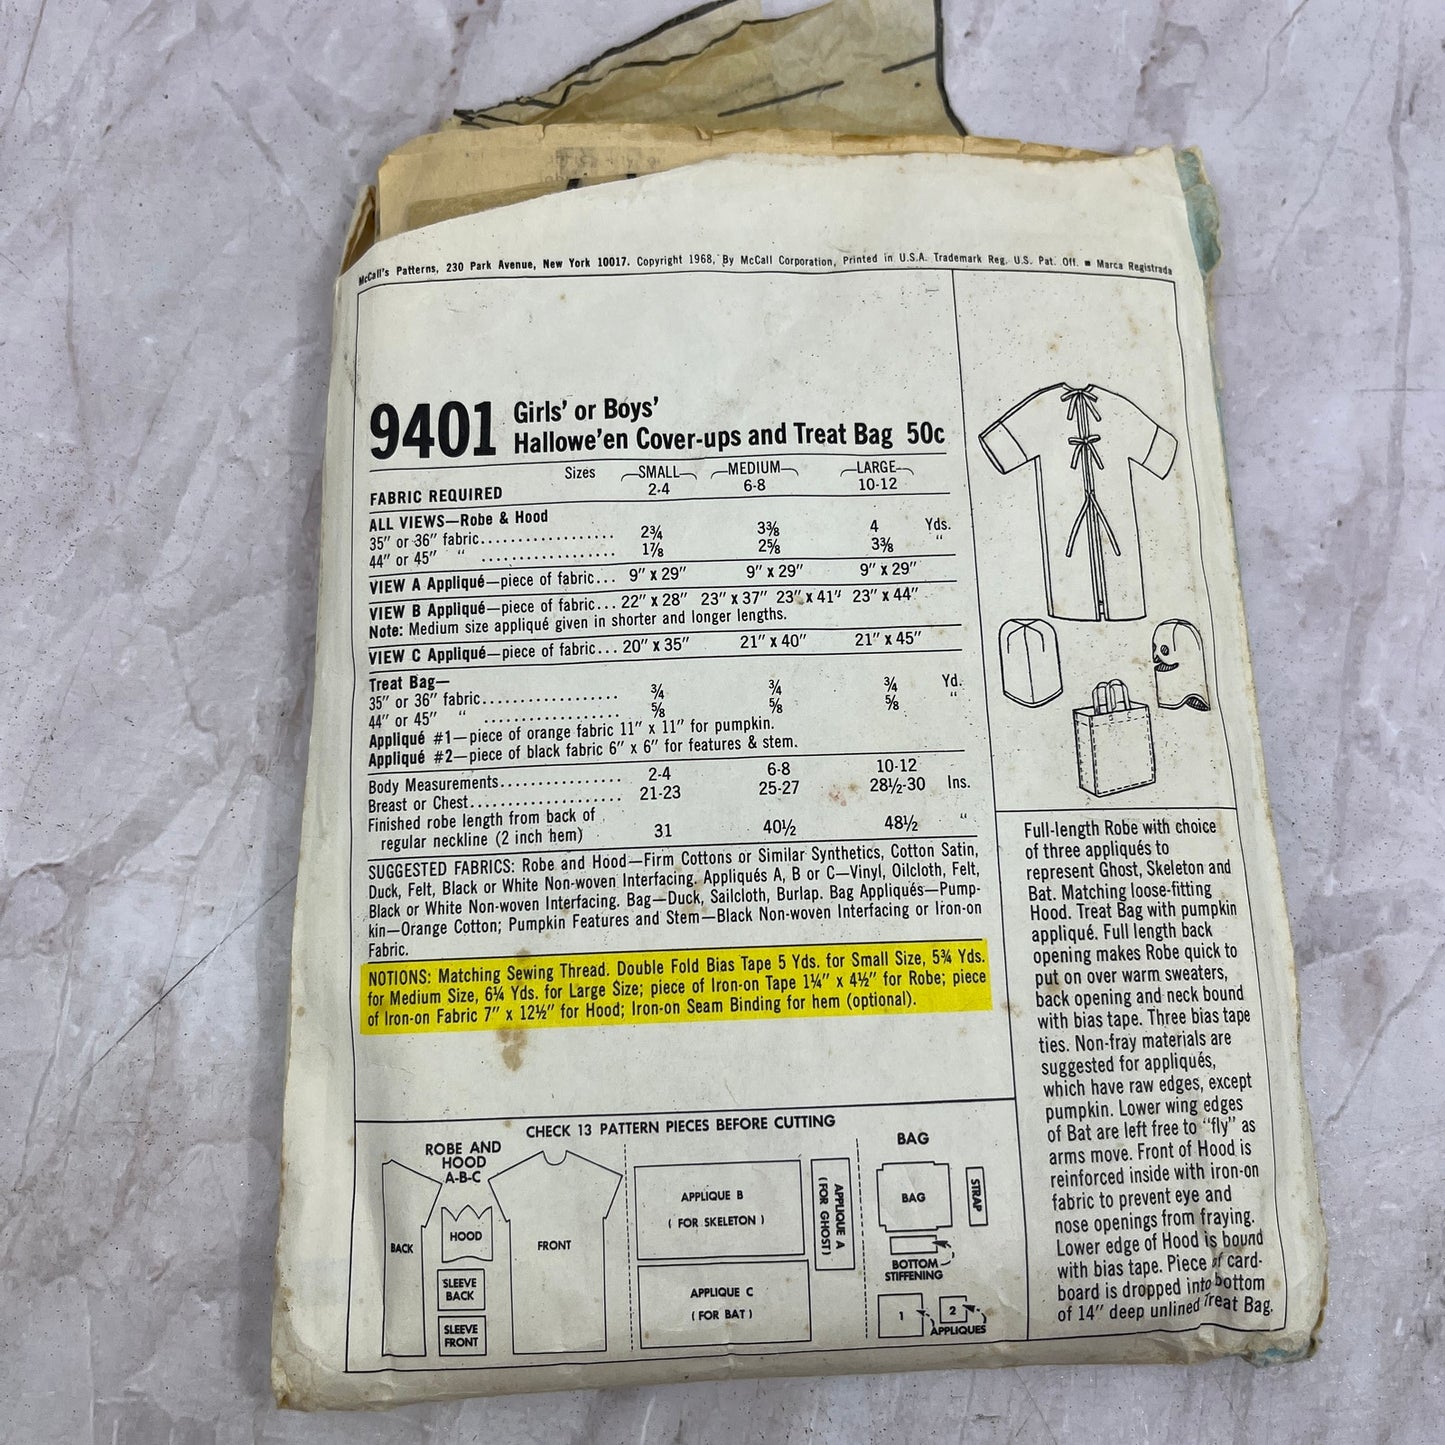 McCall's Patterns, 230 Park Avenue, New York 10017. Copyright 1968, By McCall Corporation, Printed in U.S.A. Trademark Reg. U.S. Pat. Off. ■ Marca Registrada
9401 Girls' or Boys'
Hallowe'en Cover-ups and Treat Bag 50c
Sizes SMALL MEDIUM LARGE
FABRIC REQUIRED 2-4 6-8 10-12
ALL VIEWS—Robe & Hood
35" or 36" fabric.................. 2¾ 3⅜ 4 Yds.
44" or 45" " .................... 1⅞ 2⅝ 3⅜ "
VIEW A Appliqué—piece of fabric... 9" x 29" 9" x 29" 9" x 29"
VIEW B Appliqué—piece of fabric... 22" x 28" 23" x 37" 23" x 41" 23" x 44"
Note: Medium size appliqué given in shorter and longer lengths.
VIEW C Appliqué—piece of fabric... 20" x 35" 21" x 40" 21" x 45"
Treat Bag—
35" or 36" fabric.................. ¾ ¾ ¾ Yd.
44" or 45" " .................... ⅝ ⅝ ⅝ "
Appliqué #1—piece of orange fabric 11" x 11" for pumpkin.
Appliqué #2—piece of black fabric 6" x 6" for features & stem.
Body Measurements............... 2-4 6-8 10-12
Breast or Chest.................... 21-23 25-27 28½-30 Ins.
Finished robe length from back of
regular neckline (2 inch hem) 31 40½ 48½ "
SUGGESTED FABRICS: Robe and Hood—Firm Cottons or Similar Synthetics, Cotton Satin,
Duck, Felt, Black or White Non-woven Interfacing. Appliqués A, B or C—Vinyl, Oilcloth, Felt,
Black or White Non-woven Interfacing. Bag—Duck, Sailcloth, Burlap. Bag Appliqués—Pump-
kin—Orange Cotton; Pumpkin Features and Stem—Black Non-woven Interfacing or Iron-on
Fabric.
NOTIONS: Matching Sewing Thread. Double Fold Bias Tape 5 Yds. for Small Size, 5¾ Yds.
for Medium Size, 6¼ Yds. for Large Size; piece of Iron-on Tape 1¼" x 4½" for Robe; piece
of Iron-on Fabric 7" x 12½" for Hood; Iron-on Seam Binding for hem (optional).
Full-length Robe with choice
of three appliqués to
represent Ghost, Skeleton and
Bat. Matching loose-fitting
Hood. Treat Bag with pumpkin
appliqué. Full length back
opening makes Robe quick to
put on over warm sweaters,
back opening and neck bound
with bias tape. Three bias tape
ties. Non-fray materials are
suggested for appliqués,
which have raw edges, except
pumpkin. Lower wing edges
of Bat are left free to "fly" as
arms move. Front of Hood is
reinforced inside with iron-on
fabric to prevent eye and
nose openings from fraying.
Lower edge of Hood is bound
with bias tape. Piece of card-
board is dropped into bottom
of 14" deep unlined Treat Bag.
CHECK 13 PATTERN PIECES BEFORE CUTTING
ROBE AND
HOOD
A-B-C
BACK
HOOD
SLEEVE
BACK
SLEEVE
FRONT
FRONT
APPLIQUE B
( FOR SKELETON )
APPLIQUE A
( FOR GHOST)
APPLIQUE C
( FOR BAT )
BAG
BAG
STRAP
BOTTOM
STIFFENING
1
2
APPLIQUES